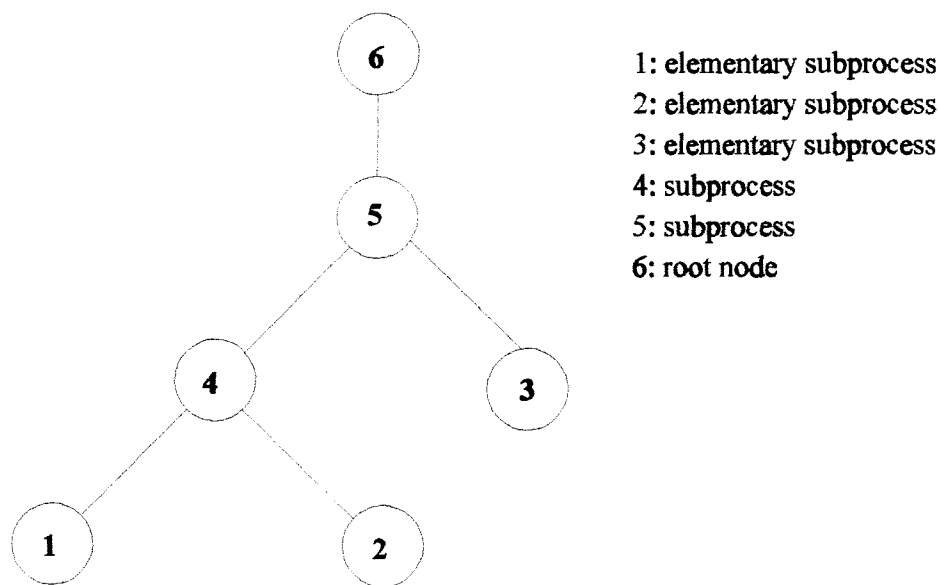 6
5
4
3
1
2
1: elementary subprocess
2: elementary subprocess
3: elementary subprocess
4: subprocess
5: subprocess
6: root node